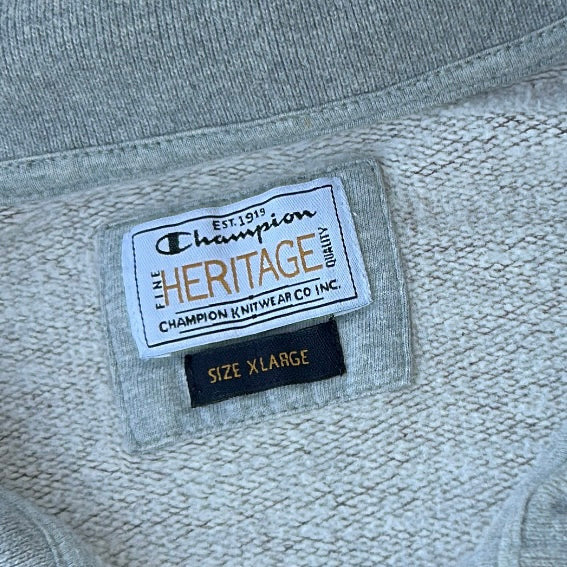 EST. 1919
Champion
FINE
HERITAGE
QUALITY
CHAMPION KNITWEAR CO INC.
SIZE XLARGE